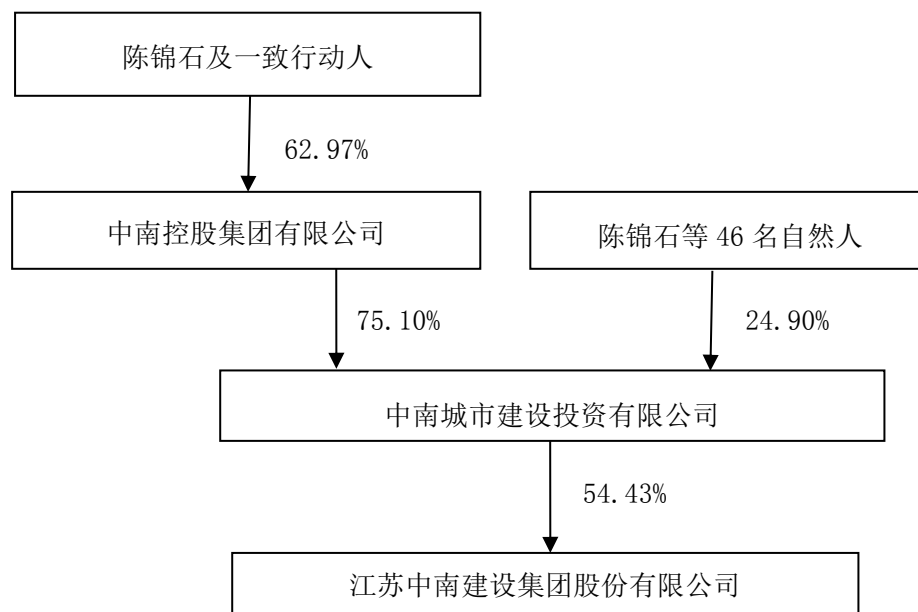 陈锦石及一致行动人
62.97%
中南控股集团有限公司
陈锦石等 46 名自然人
75.10%
24.90%
中南城市建设投资有限公司
54.43%
江苏中南建设集团股份有限公司